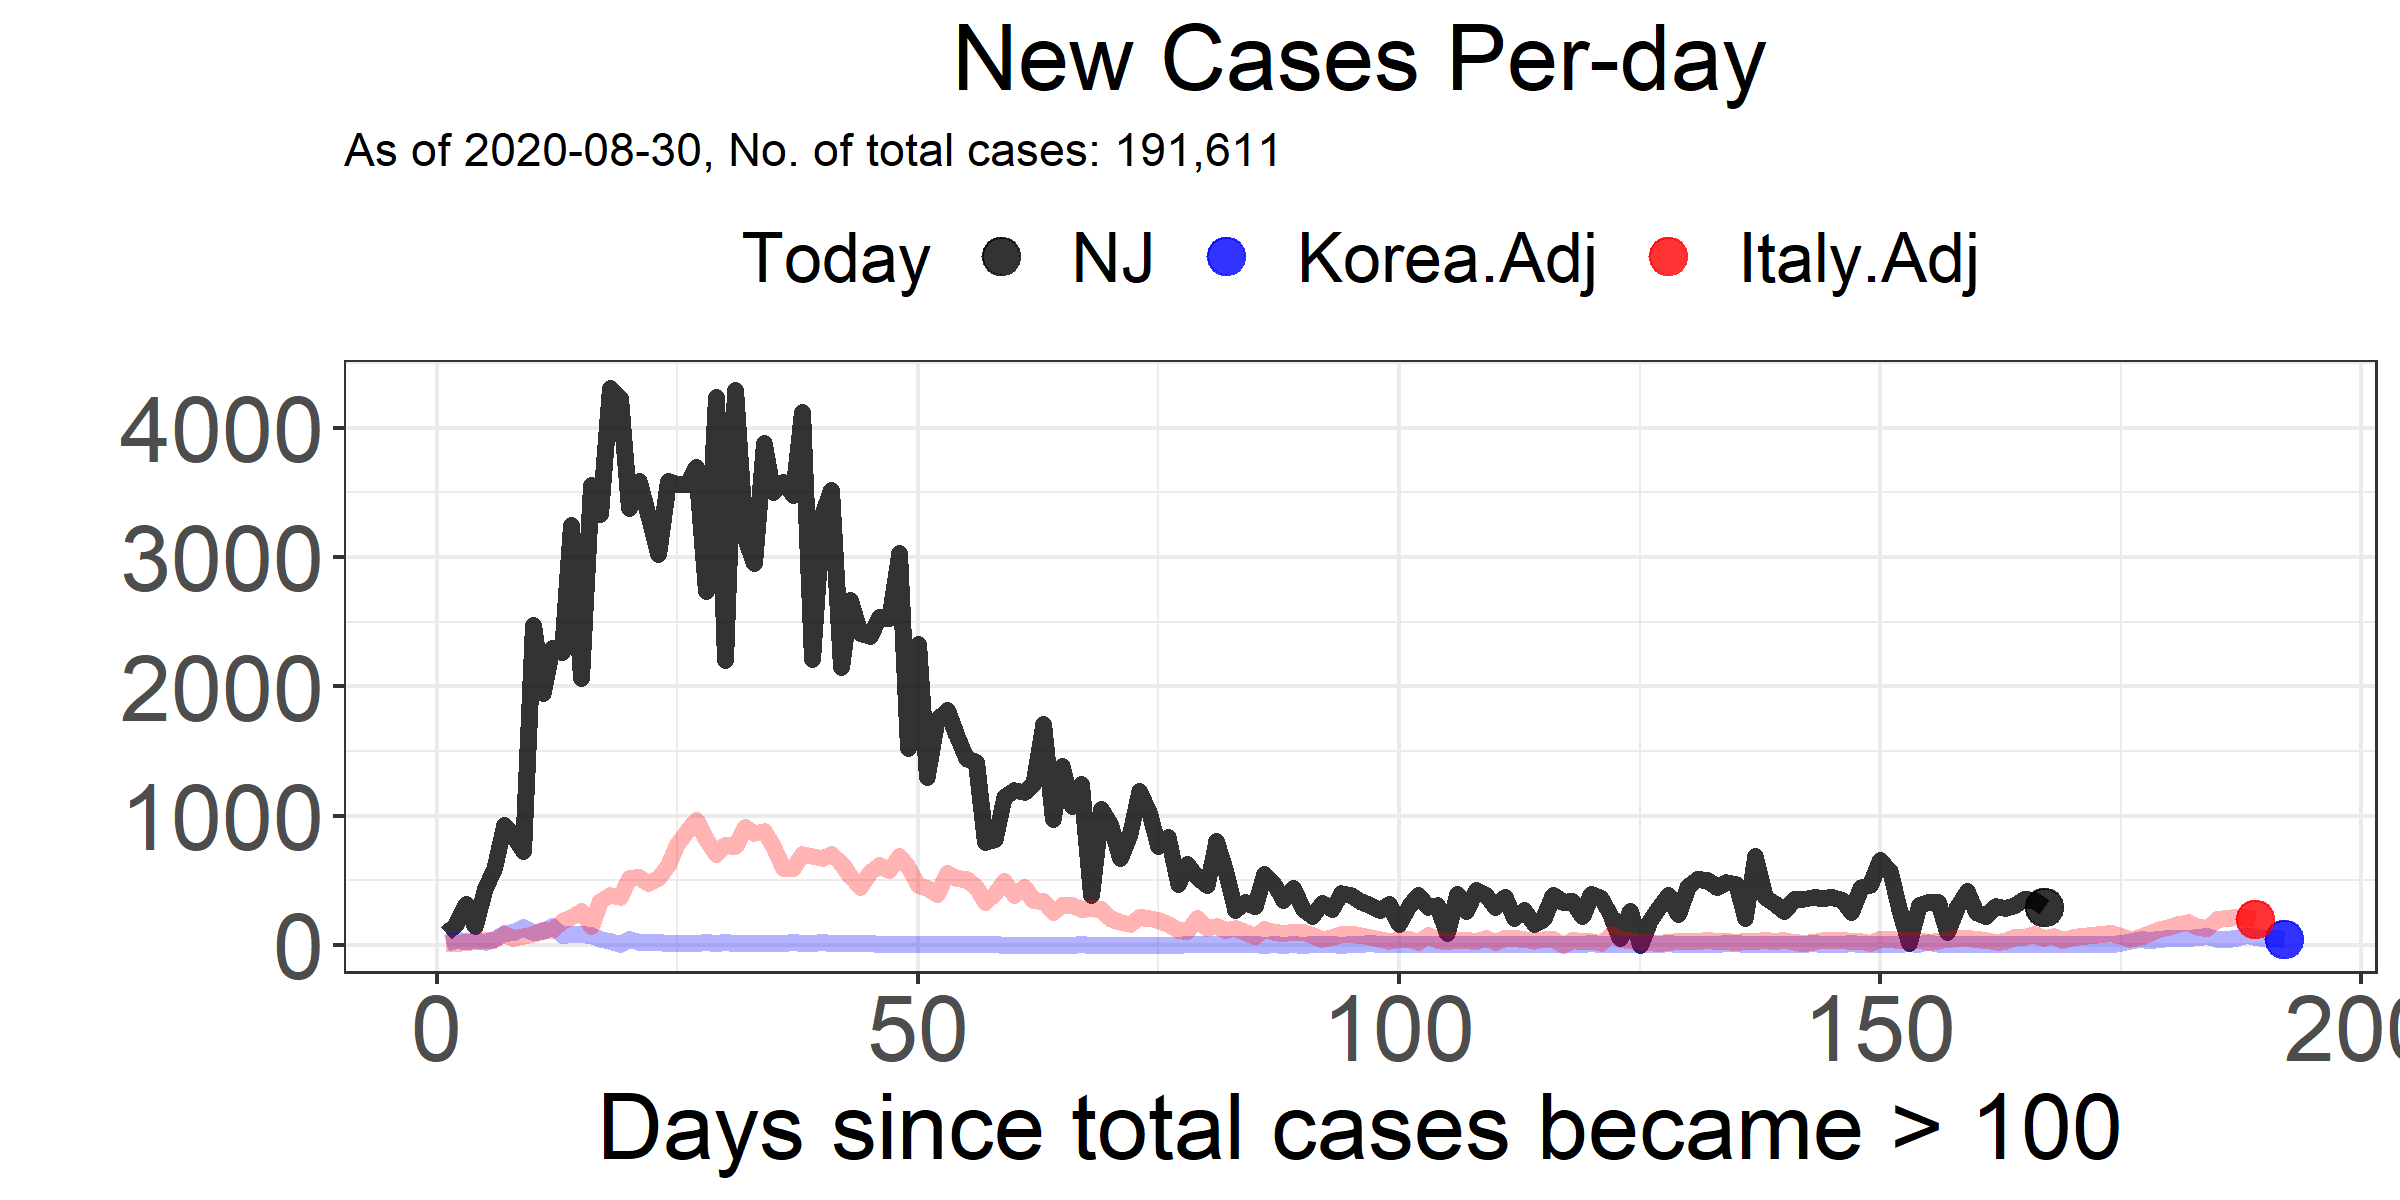 New Cases Per-day
As of 2020-08-30, No. of total cases: 191,611
Today NJ Korea.Adj Italy.Adj
4000
3000
2000
1000
0
0 50 100 150 200
Days since total cases became > 100